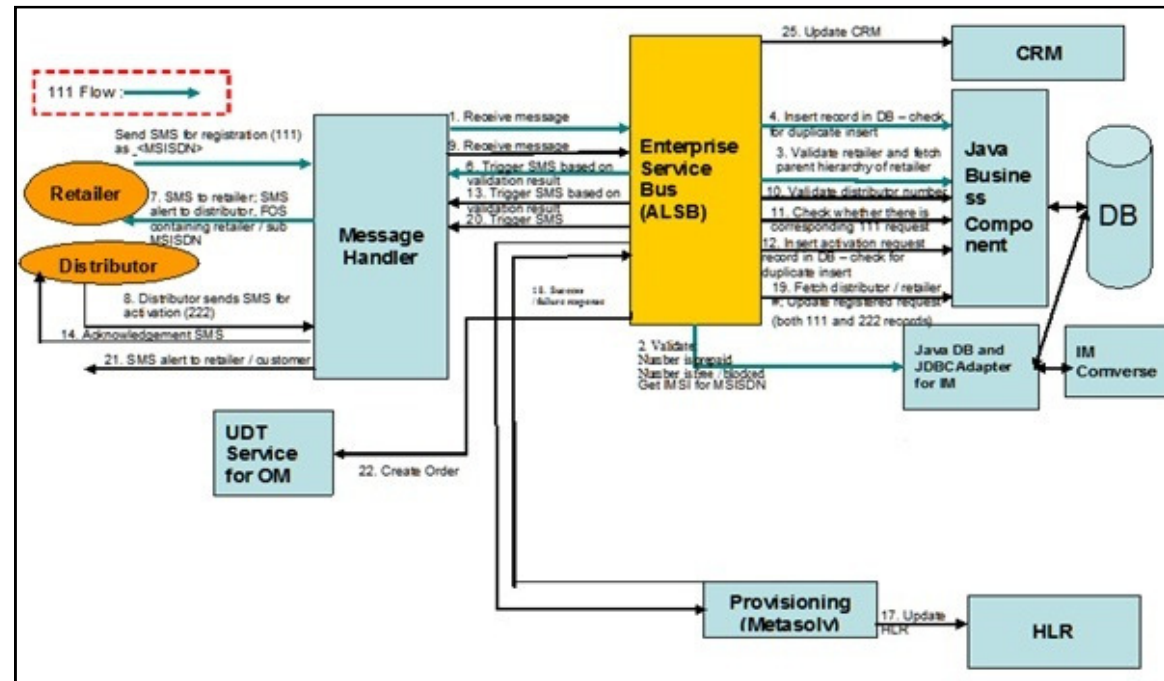 25. Update CRM
CRM
111 Flow :
Send SMS for registration (111)
as _<MSISDN>
Retailer
7. SMS to retailer; SMS
alert to distributor, FOS
containing retailer / sub
MSISDN
Distributor
8. Distributor sends SMS for
activation (222)
14. Acknowledgement SMS
21. SMS alert to retailer / customer
Message
Handler
1. Receive message
9. Receive message
6. Trigger SMS based on
validation result
13. Trigger SMS based on
validation result
20. Trigger SMS
Enterprise
Service
Bus
(ALSB)
4. Insert record in DB – check
for duplicate insert
3. Validate retailer and fetch
parent hierarchy of retailer
10. Validate distributor number
11. Check whether there is
corresponding 111 request
12. Insert activation request
record in DB – check for
duplicate insert
19. Fetch distributor / retailer
#; Update registered request
(both 111 and 222 records)
Java
Busine
ss
Compo
nent
DB
Success
/ failure response
2. Validate
Number is prepaid
Number is free / blocked
Get IMSI for MSISDN
Java DB and
JDBCAdapter
for IM
IM
Comverse
UDT
Service
for OM
22. Create Order
Provisioning
(Metasolv)
17. Update
HLR
HLR